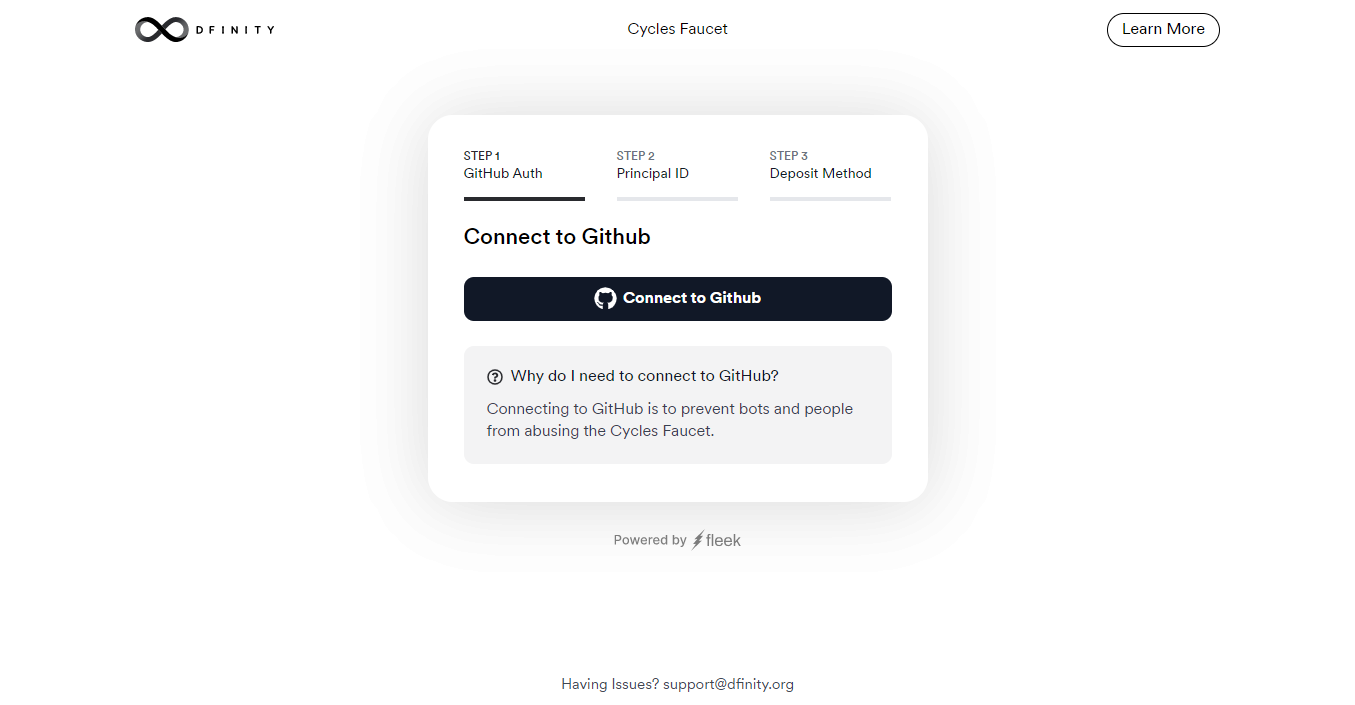 DFINITY
Cycles Faucet
Learn More
STEP 1
GitHub Auth
STEP 2
Principal ID
STEP 3
Deposit Method
Connect to Github
Connect to Github
Why do I need to connect to GitHub?
Connecting to GitHub is to prevent bots and people
from abusing the Cycles Faucet.
Powered by fleek
Having Issues? support@dfinity.org